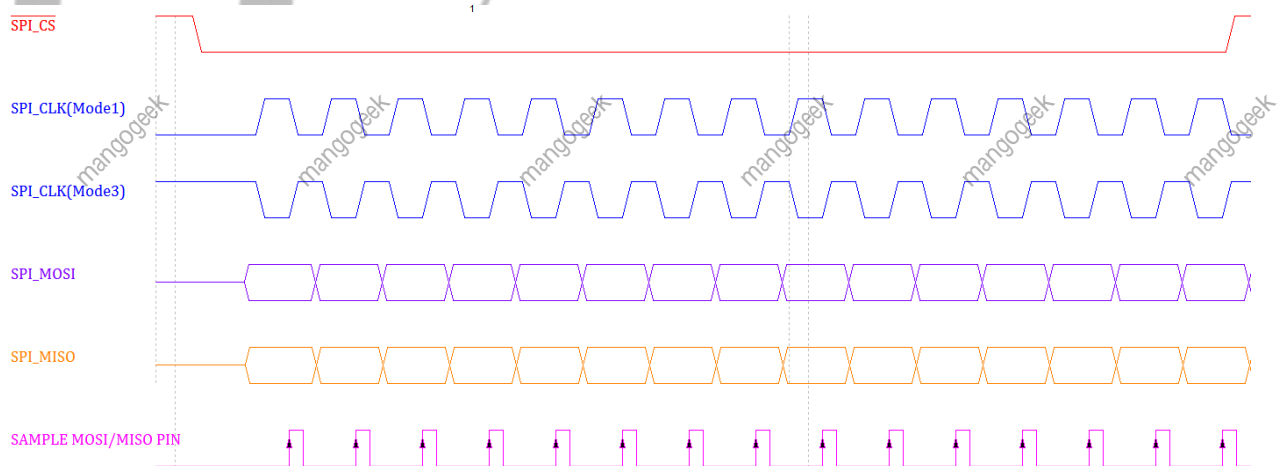 1
SPI_CS
SPI_CLK(Mode1)
SPI_CLK(Mode3)
SPI_MOSI
SPI_MISO
SAMPLE MOSI/MISO PIN
mangogeek
mangogeek
mangogeek
mangogeek
mangogeek
mangogeek